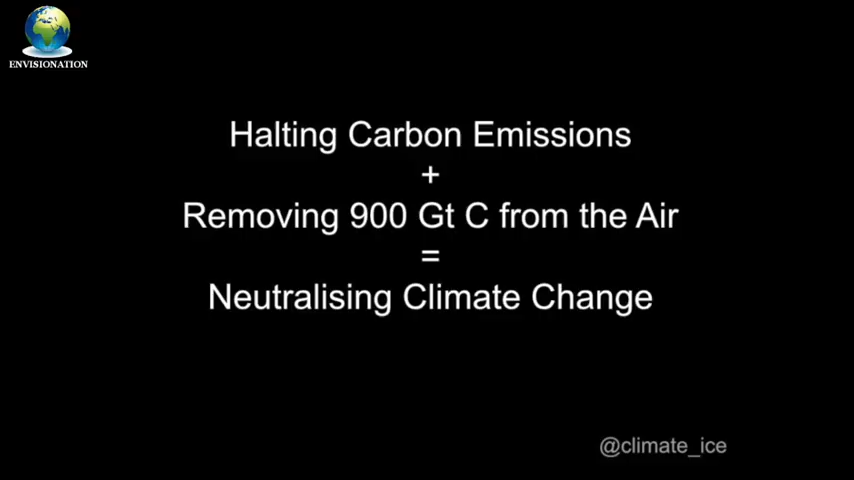 ENVISIONATION
Halting Carbon Emissions
+
Removing 900 Gt C from the Air
=
Neutralising Climate Change
@climate_ice